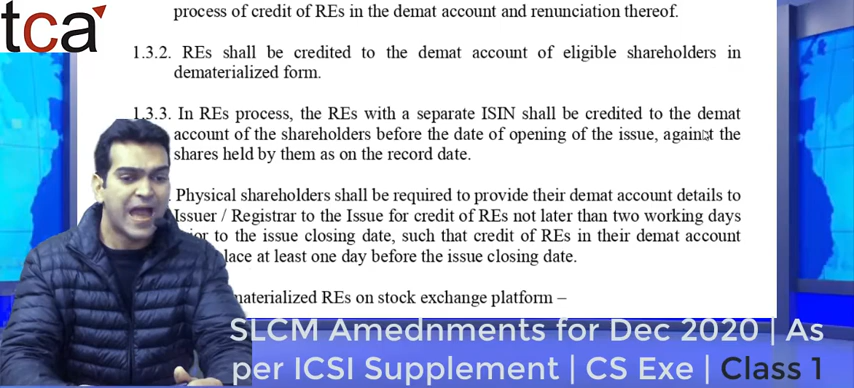 tca
process of credit of REs in the demat account and renunciation thereof.
1.3.2. REs shall be credited to the demat account of eligible shareholders in
dematerialized form.
1.3.3. In REs process, the REs with a separate ISIN shall be credited to the demat
account of the shareholders before the date of opening of the issue, against the
shares held by them as on the record date.
Physical shareholders shall be required to provide their demat account details to
Issuer / Registrar to the Issue for credit of REs not later than two working days
to the issue closing date, such that credit of REs in their demat account
at least one day before the issue closing date.
REs on stock exchange platform –
SLCM Amednments for Dec 2020 | As
per ICSI Supplement | CS Exe | Class 1